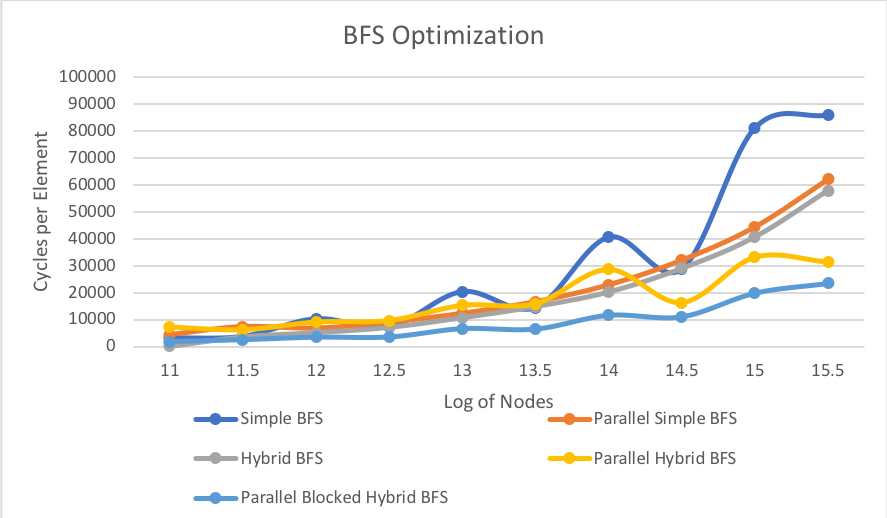 BFS Optimization
Cycles per Element
100000
90000
80000
70000
60000
50000
40000
30000
20000
10000
0
11 11.5 12 12.5 13 13.5 14 14.5 15 15.5
Log of Nodes
Simple BFS Parallel Simple BFS
Hybrid BFS Parallel Hybrid BFS
Parallel Blocked Hybrid BFS